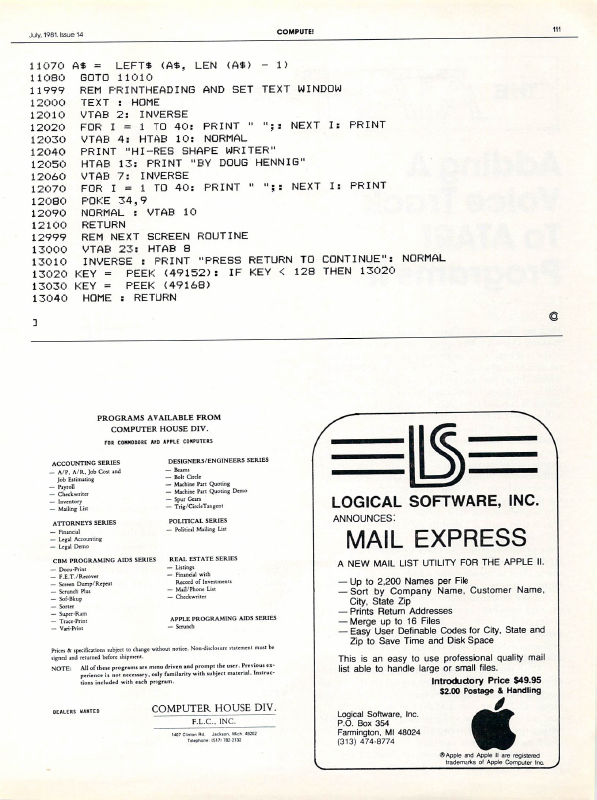 July, 1981. Issue 14
COMPUTE!
111
11070 A$ = LEFT$ (A$, LEN (A$) - 1)
11080 GOTO 11010
11999 REM PRINTHEADING AND SET TEXT WINDOW
12000 TEXT : HOME
12010 VTAB 2: INVERSE
12020 FOR I = 1 TO 40: PRINT " ";: NEXT I: PRINT
12030 VTAB 4: HTAB 10: NORMAL
12040 PRINT "HI-RES SHAPE WRITER"
12050 HTAB 13: PRINT "BY DOUG HENNIG"
12060 VTAB 7: INVERSE
12070 FOR I = 1 TO 40: PRINT " ";: NEXT I: PRINT
12080 POKE 34,9
12090 NORMAL : VTAB 10
12100 RETURN
12999 REM NEXT SCREEN ROUTINE
13000 VTAB 23: HTAB 8
13010 INVERSE : PRINT "PRESS RETURN TO CONTINUE": NORMAL
13020 KEY = PEEK (49152): IF KEY < 128 THEN 13020
13030 KEY = PEEK (49168)
13040 HOME : RETURN
]
©
PROGRAMS AVAILABLE FROM
COMPUTER HOUSE DIV.
FOR COMMODORE AND APPLE COMPUTERS
ACCOUNTING SERIES
— A/P, A/R, Job Cost and
Job Estimating
— Payroll
— Checkwriter
— Inventory
— Mailing List
ATTORNEYS SERIES
— Financial
— Legal Accounting
— Legal Demo
CBM PROGRAMING AIDS SERIES
— Docu-Print
— F.E.T./Recover
— Screen Dump/Repeat
— Scrunch Plus
— Sof-Bkup
— Sorter
— Super-Ram
— Trace-Print
— Vari-Print
DESIGNERS/ENGINEERS SERIES
— Beams
— Bolt Circle
— Machine Part Quoting
— Machine Part Quoting Demo
— Spur Gears
— Trig/CircleTangent
POLITICAL SERIES
— Political Mailing List
REAL ESTATE SERIES
— Listings
— Financial with
Record of Investments
— Mail/Phone List
— Checkwriter
APPLE PROGRAMING AIDS SERIES
— Scrunch
Prices & specifications subject to change without notice. Non-disclosure statement must be
signed and returned before shipment.
NOTE: All of these programs are menu driven and prompt the user. Previous ex-
perience is not necessary, only familiarity with subject material. Instruc-
tions included with each program.
DEALERS WANTED
COMPUTER HOUSE DIV.
F.L.C., INC.
1407 Clinton Rd. Jackson, Mich. 49202
Telephone: (517) 782-2132
LS
LOGICAL SOFTWARE, INC.
ANNOUNCES:
MAIL EXPRESS
A NEW MAIL LIST UTILITY FOR THE APPLE II.
— Up to 2,200 Names per File
— Sort by Company Name, Customer Name,
City, State Zip
— Prints Return Addresses
— Merge up to 16 Files
— Easy User Definable Codes for City, State and
Zip to Save Time and Disk Space
This is an easy to use professional quality mail
list able to handle large or small files.
Introductory Price $49.95
$2.00 Postage & Handling
Logical Software, Inc.
P.O. Box 354
Farmington, MI 48024
(313) 474-8774
®Apple and Apple II are registered
trademarks of Apple Computer Inc.